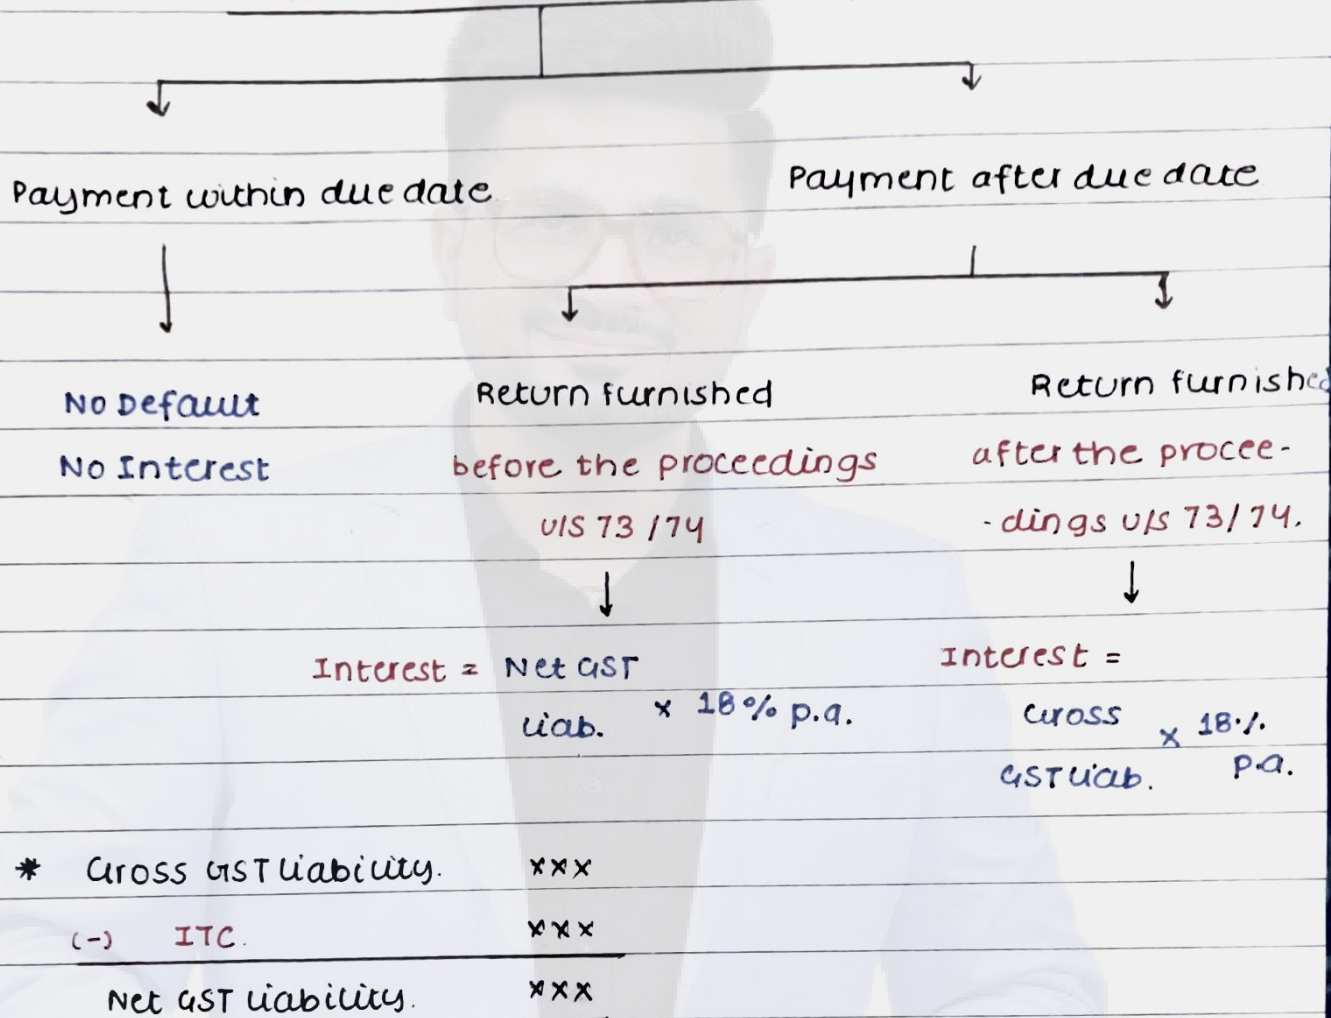 Payment within due date
Payment after due date
No Default
No Interest
Return furnished
before the proceedings
U/S 73 / 74
Return furnished
after the procee-
-dings U/S 73/74.
Interest = Net GST
Liab. × 18% p.a.
Interest =
Gross
GST Liab. × 18%
p.a.
* Gross GST Liability. xxx
(-) ITC. xxx
Net GST Liability. xxx